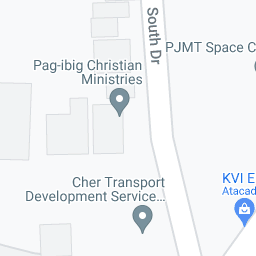 South Dr
PJMT Space C
Pag-ibig Christian
Ministries
KVI E
Atacad
Cher Transport
Development Service...